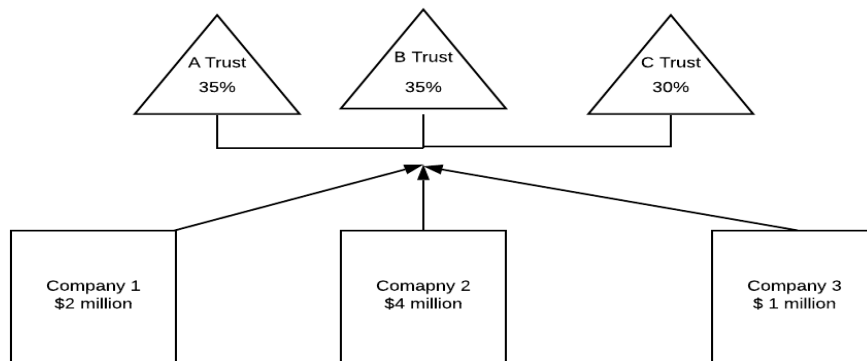 A Trust
35%
B Trust
35%
C Trust
30%
Company 1
$2 million
Comapny 2
$4 million
Company 3
$ 1 million